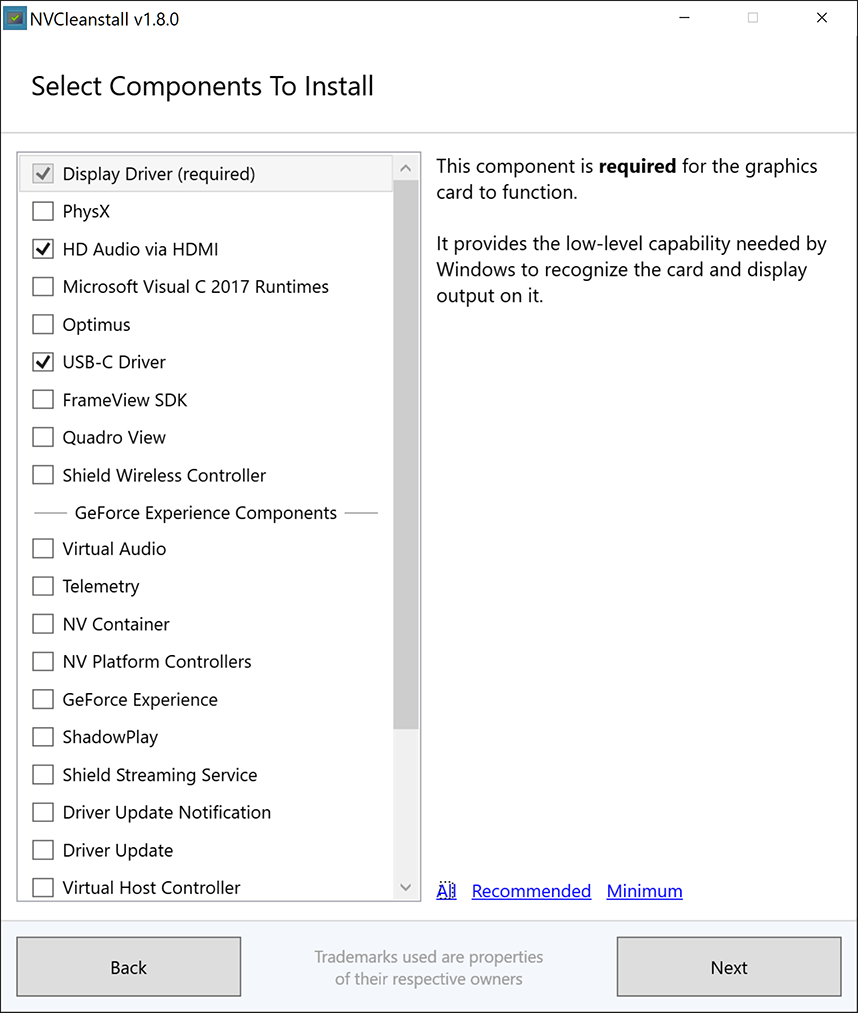 NVCleanstall v1.8.0
Select Components To Install
Display Driver (required)
PhysX
HD Audio via HDMI
Microsoft Visual C 2017 Runtimes
Optimus
USB-C Driver
FrameView SDK
Quadro View
Shield Wireless Controller
GeForce Experience Components
Virtual Audio
Telemetry
NV Container
NV Platform Controllers
GeForce Experience
ShadowPlay
Shield Streaming Service
Driver Update Notification
Driver Update
Virtual Host Controller
This component is required for the graphics
card to function.
It provides the low-level capability needed by
Windows to recognize the card and display
output on it.
All Recommended Minimum
Back
Trademarks used are properties
of their respective owners
Next